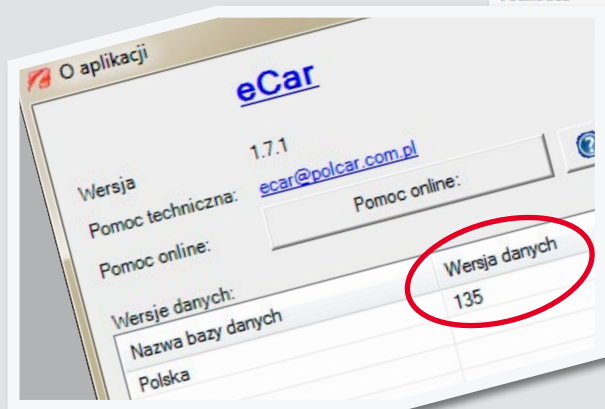 O aplikacji
eCar
Wersja 1.7.1
Pomoc techniczna: ecar@polcar.com.pl
Pomoc online: Pomoc online:
Wersje danych:
Nazwa bazy danych Wersja danych
Polska 135